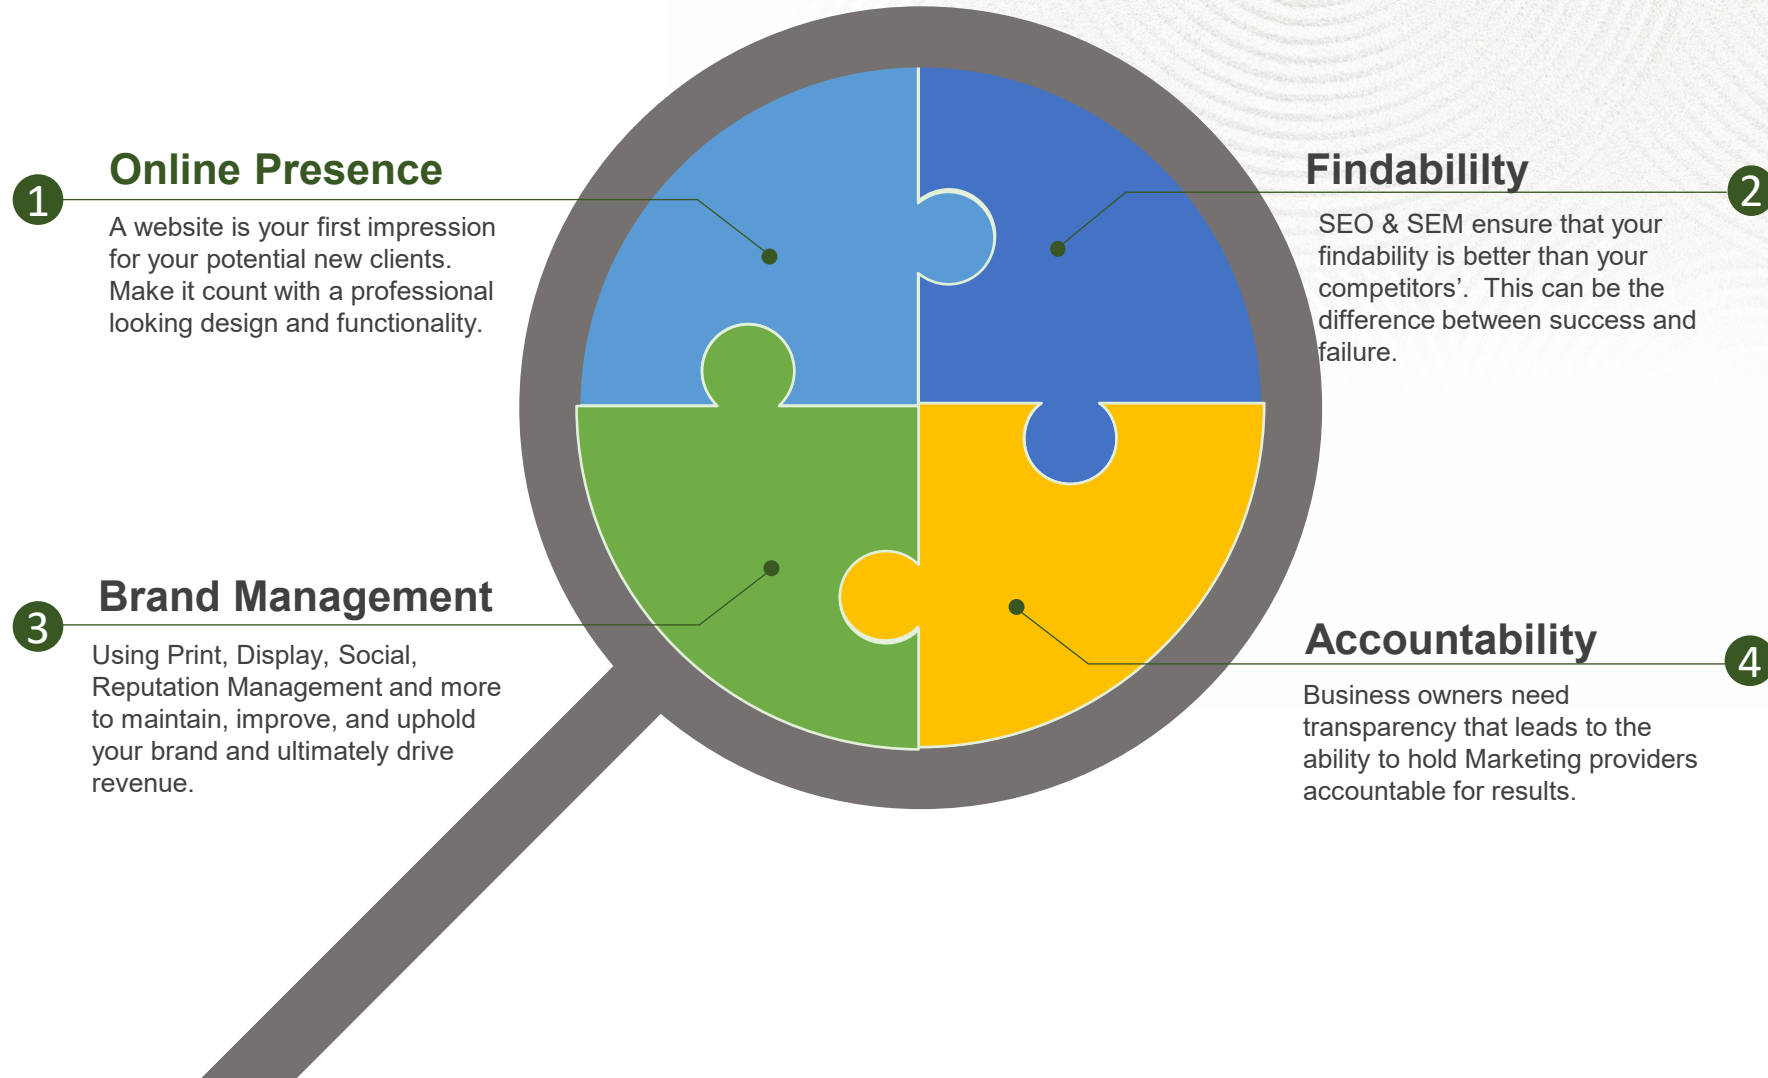 1
Online Presence
A website is your first impression
for your potential new clients.
Make it count with a professional
looking design and functionality.
2
Findabililty
SEO & SEM ensure that your
findability is better than your
competitors’.  This can be the
difference between success and
failure.
3
Brand Management
Using Print, Display, Social,
Reputation Management and more
to maintain, improve, and uphold
your brand and ultimately drive
revenue.
4
Accountability
Business owners need
transparency that leads to the
ability to hold Marketing providers
accountable for results.